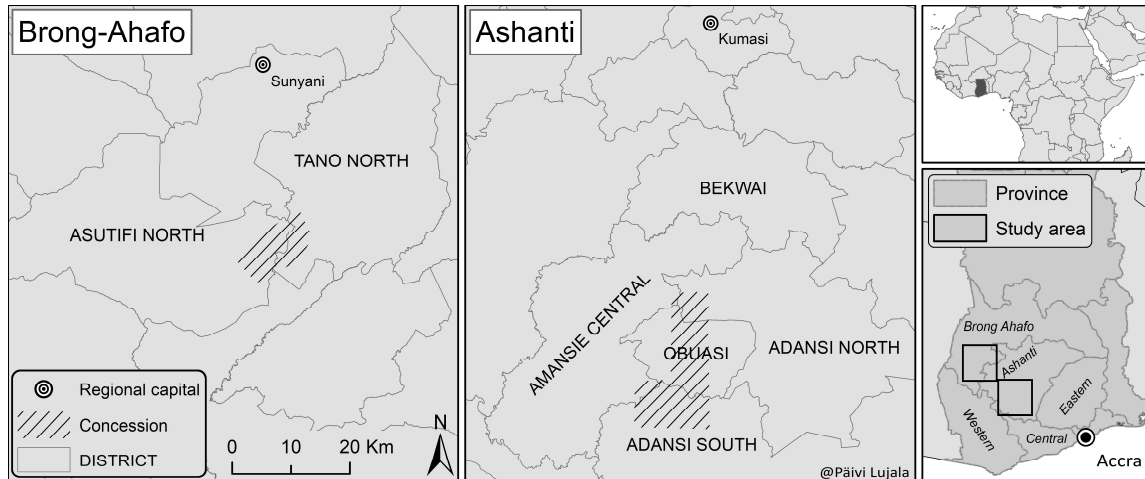 Brong-Ahafo
Sunyani
TANO NORTH
ASUTIFI NORTH
Regional capital
Concession
DISTRICT
0 10 20 Km
N
Ashanti
Kumasi
BEKWAI
AMANSIE CENTRAL
OBUASI
ADANSI NORTH
ADANSI SOUTH
@Päivi Lujala
Province
Study area
Brong Ahafo
Ashanti
Eastern
Western
Central
Accra